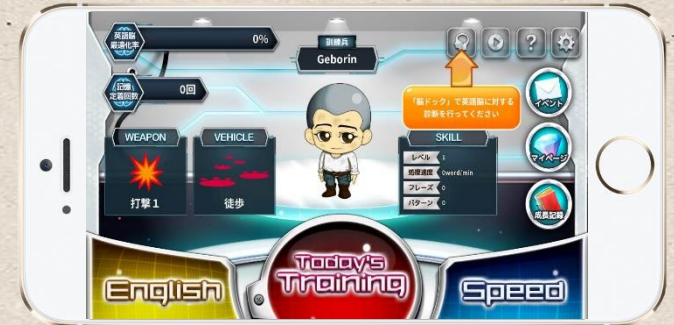 英語脳
最適化率
0%
記憶
定着回数
0回
訓練兵
Geborin
?
「脳ドック」で英語脳に対する
診断を行ってください
イベント
マイページ
成長記録
WEAPON
打撃1
VEHICLE
徒歩
SKILL
レベル 1
処理速度 0word/min
フレーズ 0
パターン 0
English
Today's
Training
Speed